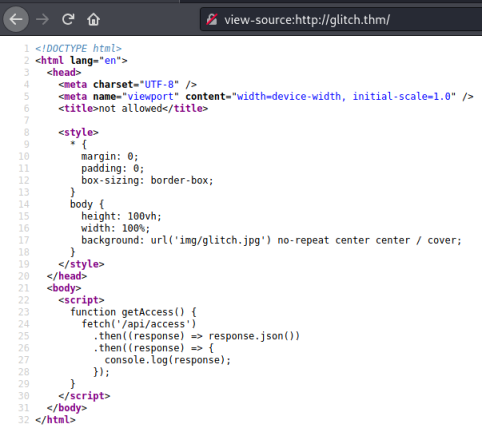 view-source:http://glitch.thm/
1 <!DOCTYPE html>
2 <html lang="en">
3   <head>
4     <meta charset="UTF-8" />
5     <meta name="viewport" content="width=device-width, initial-scale=1.0" />
6     <title>not allowed</title>
7
8     <style>
9       * {
10         margin: 0;
11         padding: 0;
12         box-sizing: border-box;
13       }
14       body {
15         height: 100vh;
16         width: 100%;
17         background: url('img/glitch.jpg') no-repeat center center / cover;
18       }
19     </style>
20   </head>
21   <body>
22     <script>
23       function getAccess() {
24         fetch('/api/access')
25           .then((response) => response.json())
26           .then((response) => {
27             console.log(response);
28           });
29       }
30     </script>
31   </body>
32 </html>